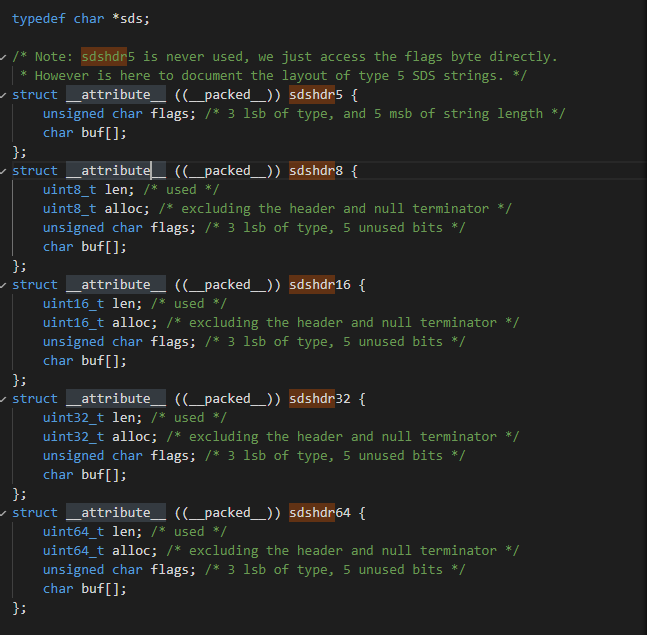 typedef char *sds;
/* Note: sdshdr5 is never used, we just access the flags byte directly.
 * However is here to document the layout of type 5 SDS strings. */
struct __attribute__ ((__packed__)) sdshdr5 {
    unsigned char flags; /* 3 lsb of type, and 5 msb of string length */
    char buf[];
};
struct __attribute__ ((__packed__)) sdshdr8 {
    uint8_t len; /* used */
    uint8_t alloc; /* excluding the header and null terminator */
    unsigned char flags; /* 3 lsb of type, 5 unused bits */
    char buf[];
};
struct __attribute__ ((__packed__)) sdshdr16 {
    uint16_t len; /* used */
    uint16_t alloc; /* excluding the header and null terminator */
    unsigned char flags; /* 3 lsb of type, 5 unused bits */
    char buf[];
};
struct __attribute__ ((__packed__)) sdshdr32 {
    uint32_t len; /* used */
    uint32_t alloc; /* excluding the header and null terminator */
    unsigned char flags; /* 3 lsb of type, 5 unused bits */
    char buf[];
};
struct __attribute__ ((__packed__)) sdshdr64 {
    uint64_t len; /* used */
    uint64_t alloc; /* excluding the header and null terminator */
    unsigned char flags; /* 3 lsb of type, 5 unused bits */
    char buf[];
};